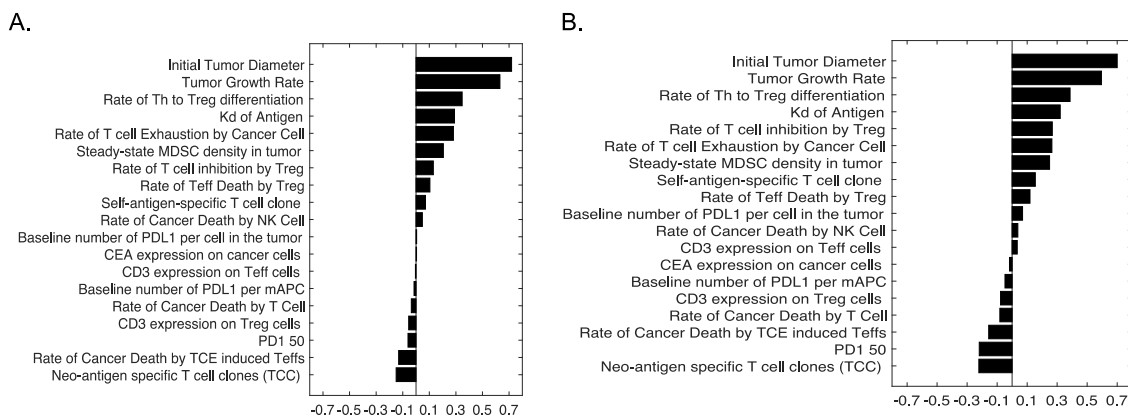 A.
Initial Tumor Diameter
Tumor Growth Rate
Rate of Th to Treg differentiation
Kd of Antigen
Rate of T cell Exhaustion by Cancer Cell
Steady-state MDSC density in tumor
Rate of T cell inhibition by Treg
Rate of Teff Death by Treg
Self-antigen-specific T cell clone
Rate of Cancer Death by NK Cell
Baseline number of PDL1 per cell in the tumor
CEA expression on cancer cells
CD3 expression on Teff cells
Baseline number of PDL1 per mAPC
Rate of Cancer Death by T Cell
CD3 expression on Treg cells
PD1 50
Rate of Cancer Death by TCE induced Teffs
Neo-antigen specific T cell clones (TCC)
-0.7 -0.5 -0.3 -0.1 0.1 0.3 0.5 0.7
B.
Initial Tumor Diameter
Tumor Growth Rate
Rate of Th to Treg differentiation
Kd of Antigen
Rate of T cell inhibition by Treg
Rate of T cell Exhaustion by Cancer Cell
Steady-state MDSC density in tumor
Self-antigen-specific T cell clone
Rate of Teff Death by Treg
Baseline number of PDL1 per cell in the tumor
Rate of Cancer Death by NK Cell
CD3 expression on Teff cells
CEA expression on cancer cells
Baseline number of PDL1 per mAPC
CD3 expression on Treg cells
Rate of Cancer Death by T Cell
Rate of Cancer Death by TCE induced Teffs
PD1 50
Neo-antigen specific T cell clones (TCC)
-0.7 -0.5 -0.3 -0.1 0.1 0.3 0.5 0.7